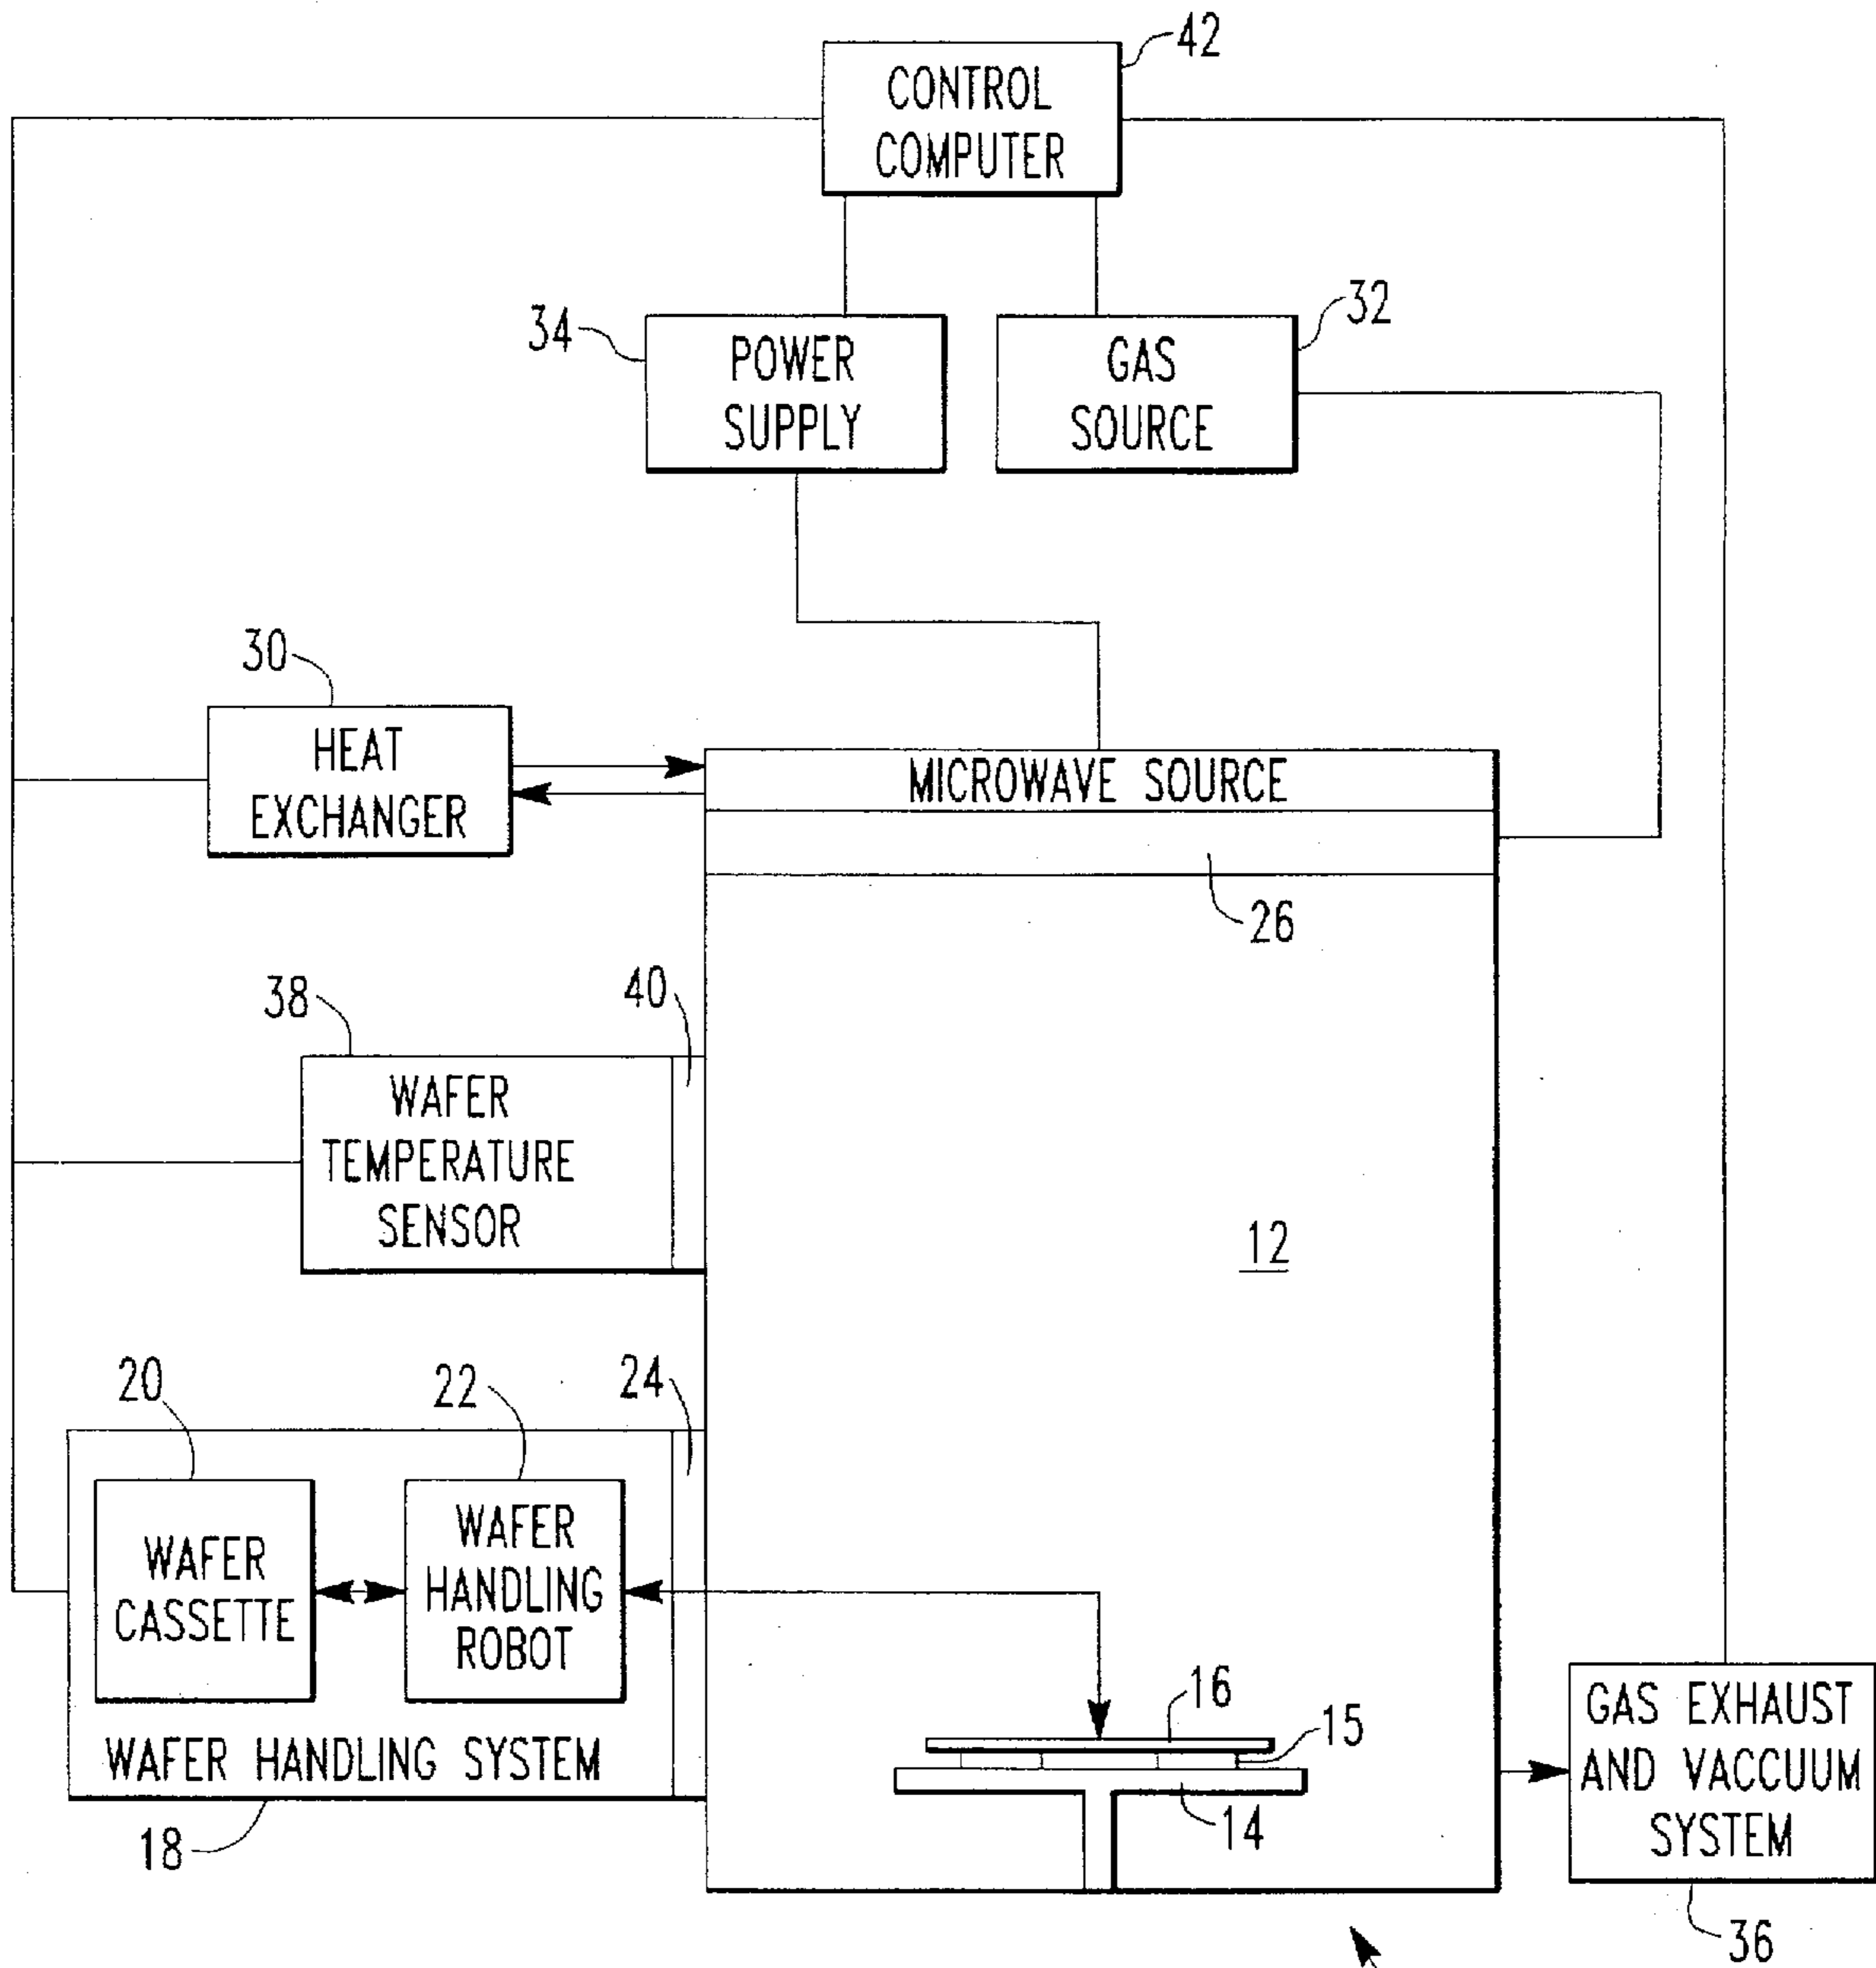 42
CONTROL
COMPUTER
34
POWER
SUPPLY
32
GAS
SOURCE
30
HEAT
EXCHANGER
MICROWAVE SOURCE
26
38
40
WAFER
TEMPERATURE
SENSOR
12
20
22
24
WAFER
CASSETTE
WAFER
HANDLING
ROBOT
WAFER HANDLING SYSTEM
18
16
15
14
GAS EXHAUST
AND VACCUUM
SYSTEM
36